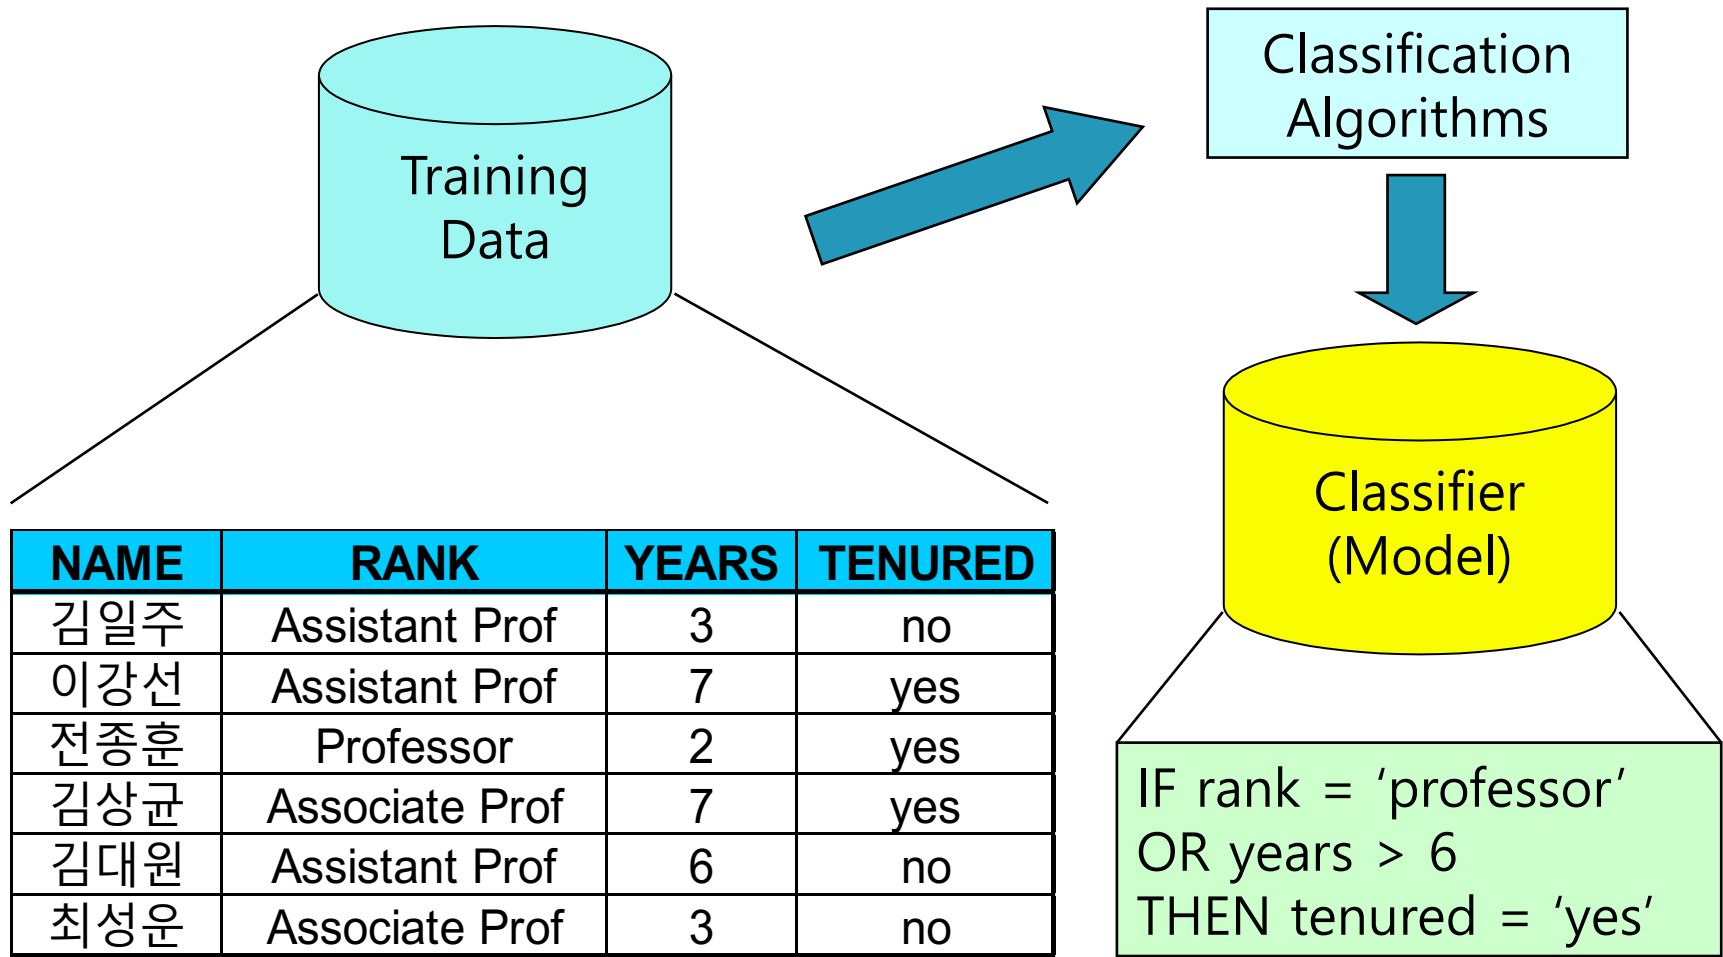 Training
Data
Classification
Algorithms
Classifier
(Model)
NAME RANK YEARS TENURED
김일주 Assistant Prof 3 no
이강선 Assistant Prof 7 yes
전종훈 Professor 2 yes
김상균 Associate Prof 7 yes
김대원 Assistant Prof 6 no
최성운 Associate Prof 3 no
IF rank = ‘professor’
OR years > 6
THEN tenured = ‘yes’